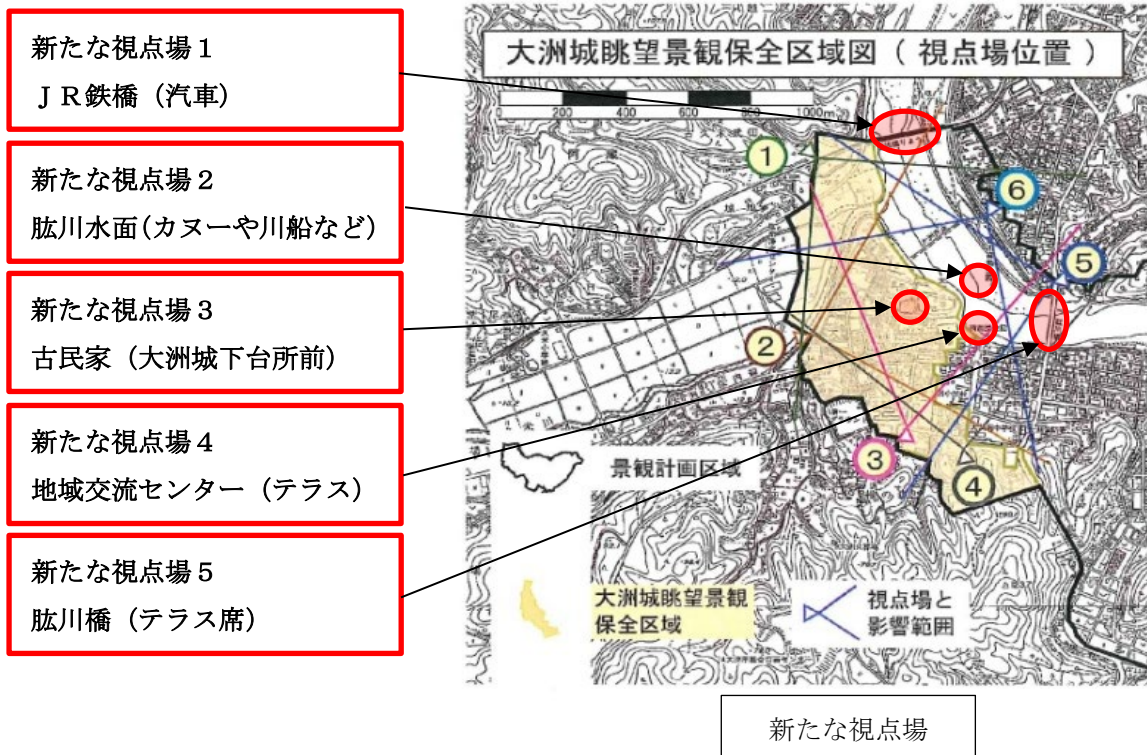 新たな視点場１
ＪＲ鉄橋（汽車）
新たな視点場２
肱川水面(カヌーや川船など)
新たな視点場３
古民家（大洲城下台所前）
新たな視点場４
地域交流センター（テラス）
新たな視点場５
肱川橋（テラス席）
大洲城眺望景観保全区域図（視点場位置）
200 400 600 800 1000m
1
6
5
2
3
4
景観計画区域
大洲城眺望景観
保全区域
視点場と
影響範囲
新たな視点場